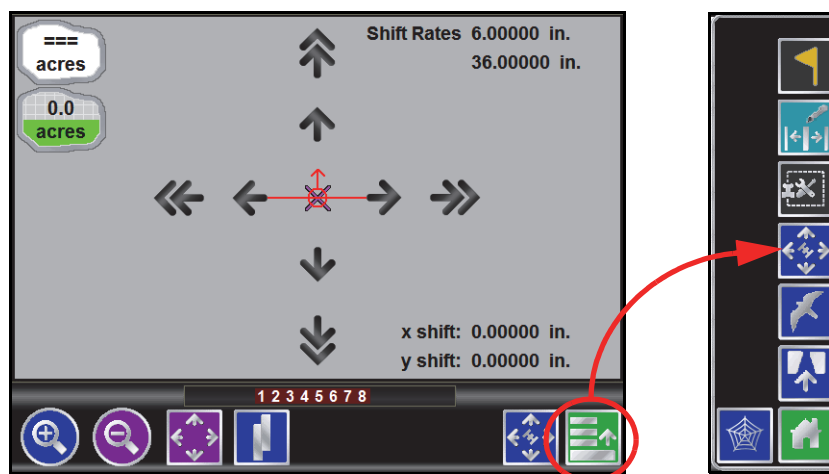 ===
acres
0.0
acres
Shift Rates 6.00000 in.
36.00000 in.
x shift: 0.00000 in.
y shift: 0.00000 in.
1 2 3 4 5 6 7 8